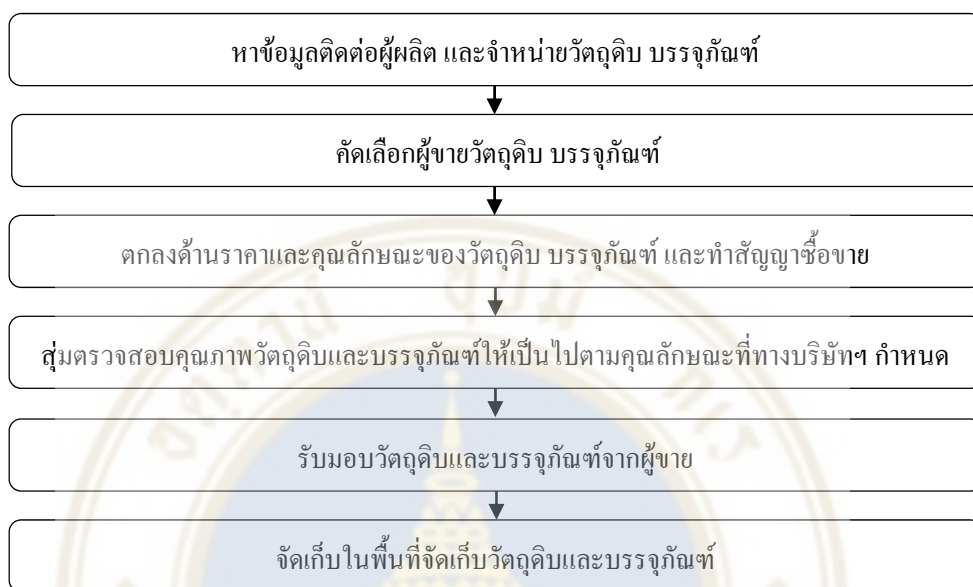 หาข้อมูลติดต่อผู้ผลิต และจำหน่ายวัตถุดิบ บรรจุภัณฑ์
คัดเลือกผู้ขายวัตถุดิบ บรรจุภัณฑ์
ตกลงด้านราคาและคุณลักษณะของวัตถุดิบ บรรจุภัณฑ์ และทำสัญญาซื้อขาย
สุ่มตรวจสอบคุณภาพวัตถุดิบและบรรจุภัณฑ์ให้เป็นไปตามคุณลักษณะที่ทางบริษัทฯ กำหนด
รับมอบวัตถุดิบและบรรจุภัณฑ์จากผู้ขาย
จัดเก็บในพื้นที่จัดเก็บวัตถุดิบและบรรจุภัณฑ์